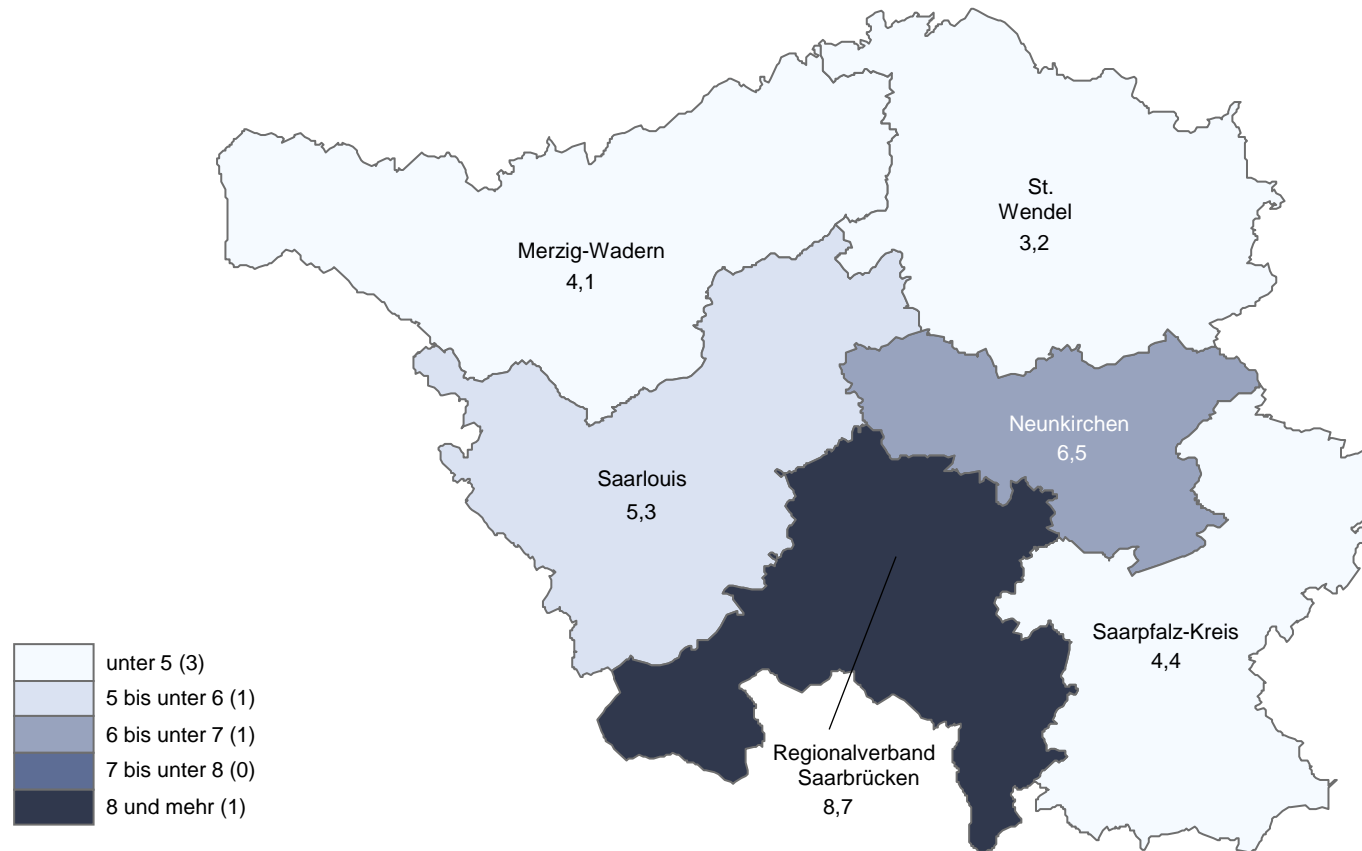 St.
Wendel
3,2
Merzig-Wadern
4,1
Neunkirchen
6,5
Saarlouis
5,3
Saarpfalz-Kreis
4,4
Regionalverband
Saarbrücken
8,7
unter 5 (3)
5 bis unter 6 (1)
6 bis unter 7 (1)
7 bis unter 8 (0)
8 und mehr (1)